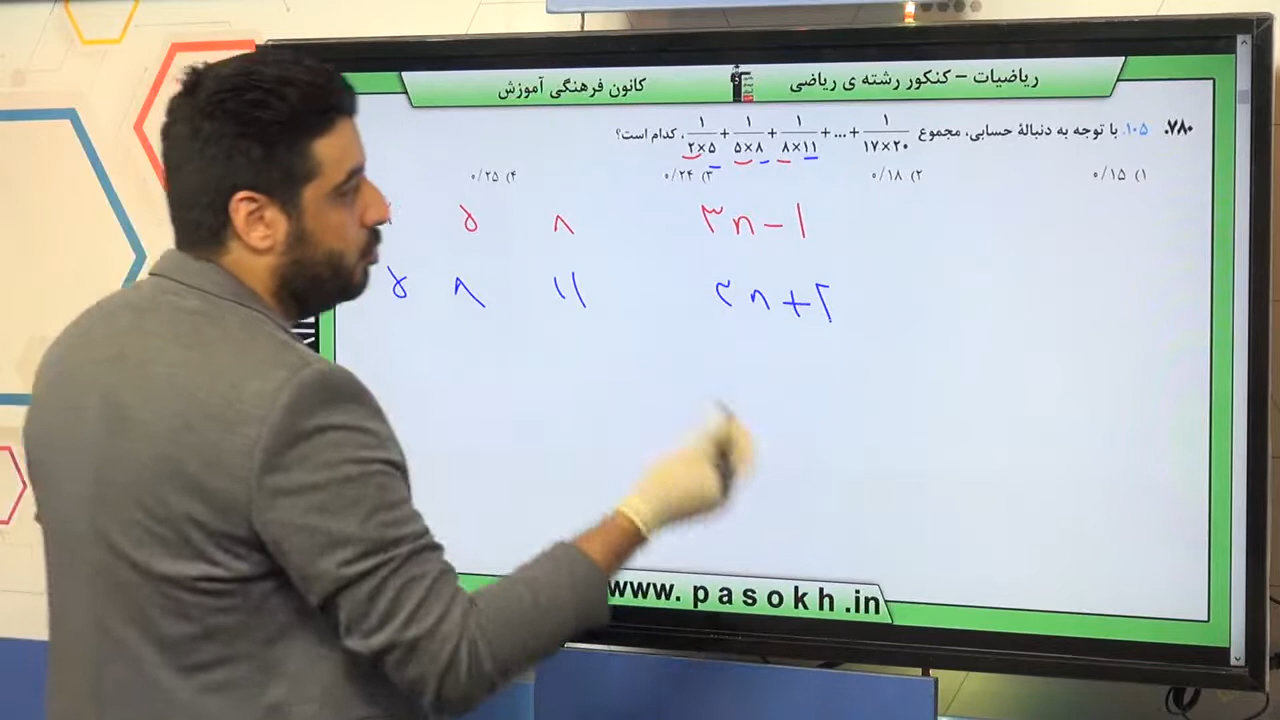 ریاضیات – کنکور رشته ی ریاضی
کانون فرهنگی آموزش
۷۸۰. ۱۰۵. با توجه به دنبالهٔ حسابی، مجموع ۱/(۲×۵) + ۱/(۵×۸) + ۱/(۸×۱۱) + ... + ۱/(۱۷×۲۰)، کدام است؟
۱) ۰/۱۵ ۲) ۰/۱۸ ۳) ۰/۲۴ ۴) ۰/۲۵
۵ ۸ ۳n – ۱
۵ ۸ ۱۱ ۳n + ۲
www.pasokh.in